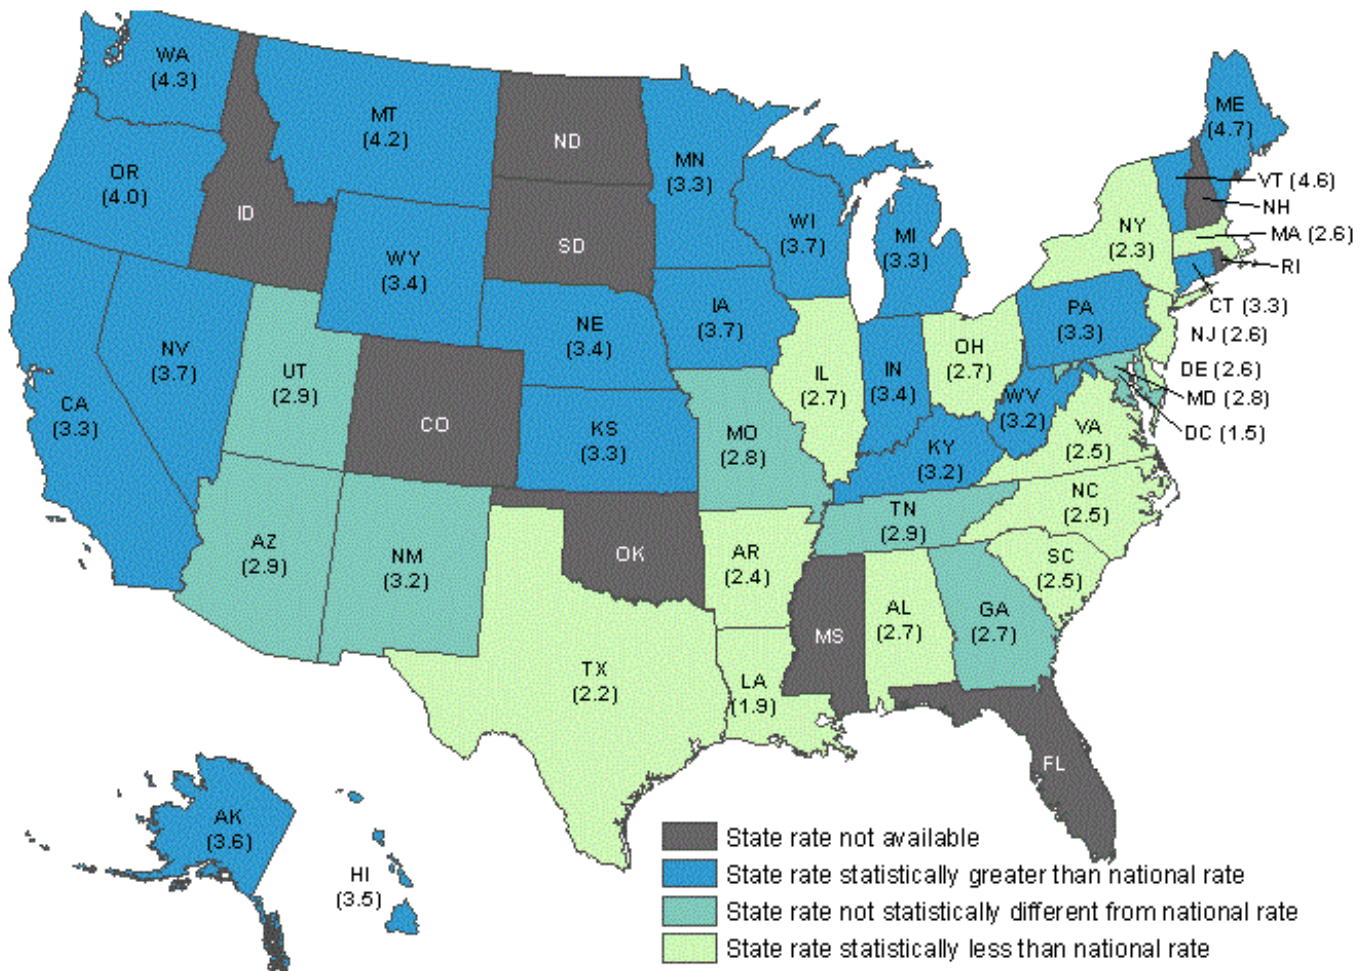 WA
(4.3)
MT
(4.2)
ND
MN
(3.3)
ME
(4.7)
OR
(4.0)
ID
SD
WI
(3.7)
MI
(3.3)
NY
(2.3)
VT (4.6)
NH
MA (2.6)
RI
CT (3.3)
NJ (2.6)
DE (2.6)
MD (2.8)
DC (1.5)
WY
(3.4)
NE
(3.4)
IA
(3.7)
PA
(3.3)
NV
(3.7)
UT
(2.9)
IL
(2.7)
IN
(3.4)
OH
(2.7)
WV
(3.2)
CA
(3.3)
CO
KS
(3.3)
MO
(2.8)
KY
(3.2)
VA
(2.5)
AZ
(2.9)
NM
(3.2)
OK
AR
(2.4)
TN
(2.9)
NC
(2.5)
SC
(2.5)
TX
(2.2)
LA
(1.9)
MS
AL
(2.7)
GA
(2.7)
FL
AK
(3.6)
HI
(3.5)
State rate not available
State rate statistically greater than national rate
State rate not statistically different from national rate
State rate statistically less than national rate